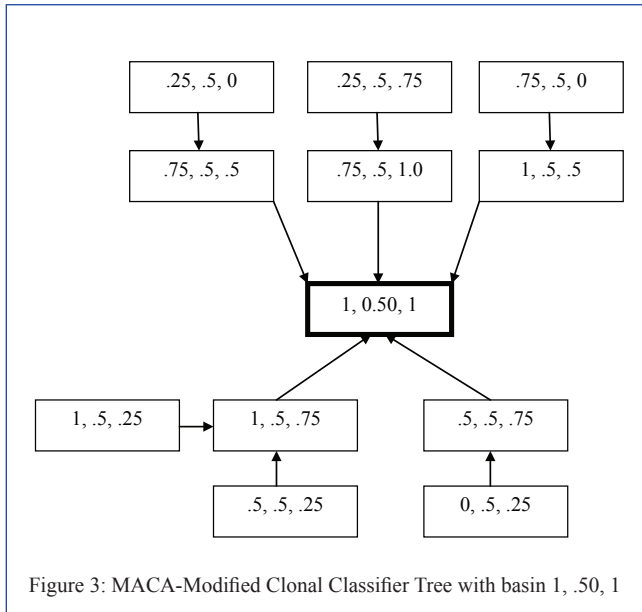 .25, .5, 0
.25, .5, .75
.75, .5, 0
.75, .5, .5
.75, .5, 1.0
1, .5, .5
1, 0.50, 1
1, .5, .25
1, .5, .75
.5, .5, .75
.5, .5, .25
0, .5, .25
Figure 3: MACA-Modified Clonal Classifier Tree with basin 1, .50, 1